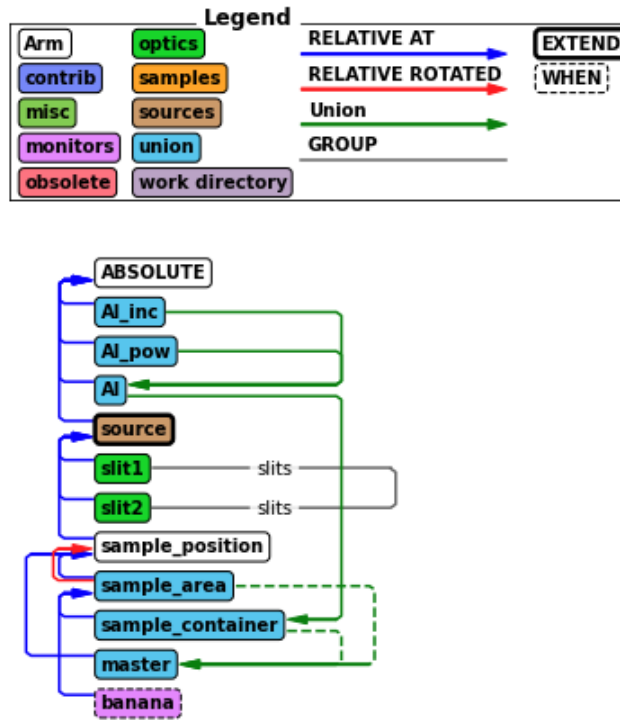 Legend
Arm optics RELATIVE AT EXTEND
contrib samples RELATIVE ROTATED WHEN
misc sources Union
monitors union GROUP
obsolete work directory
ABSOLUTE
Al_inc
Al_pow
Al
source
slit1 slits
slit2 slits
sample_position
sample_area
sample_container
master
banana